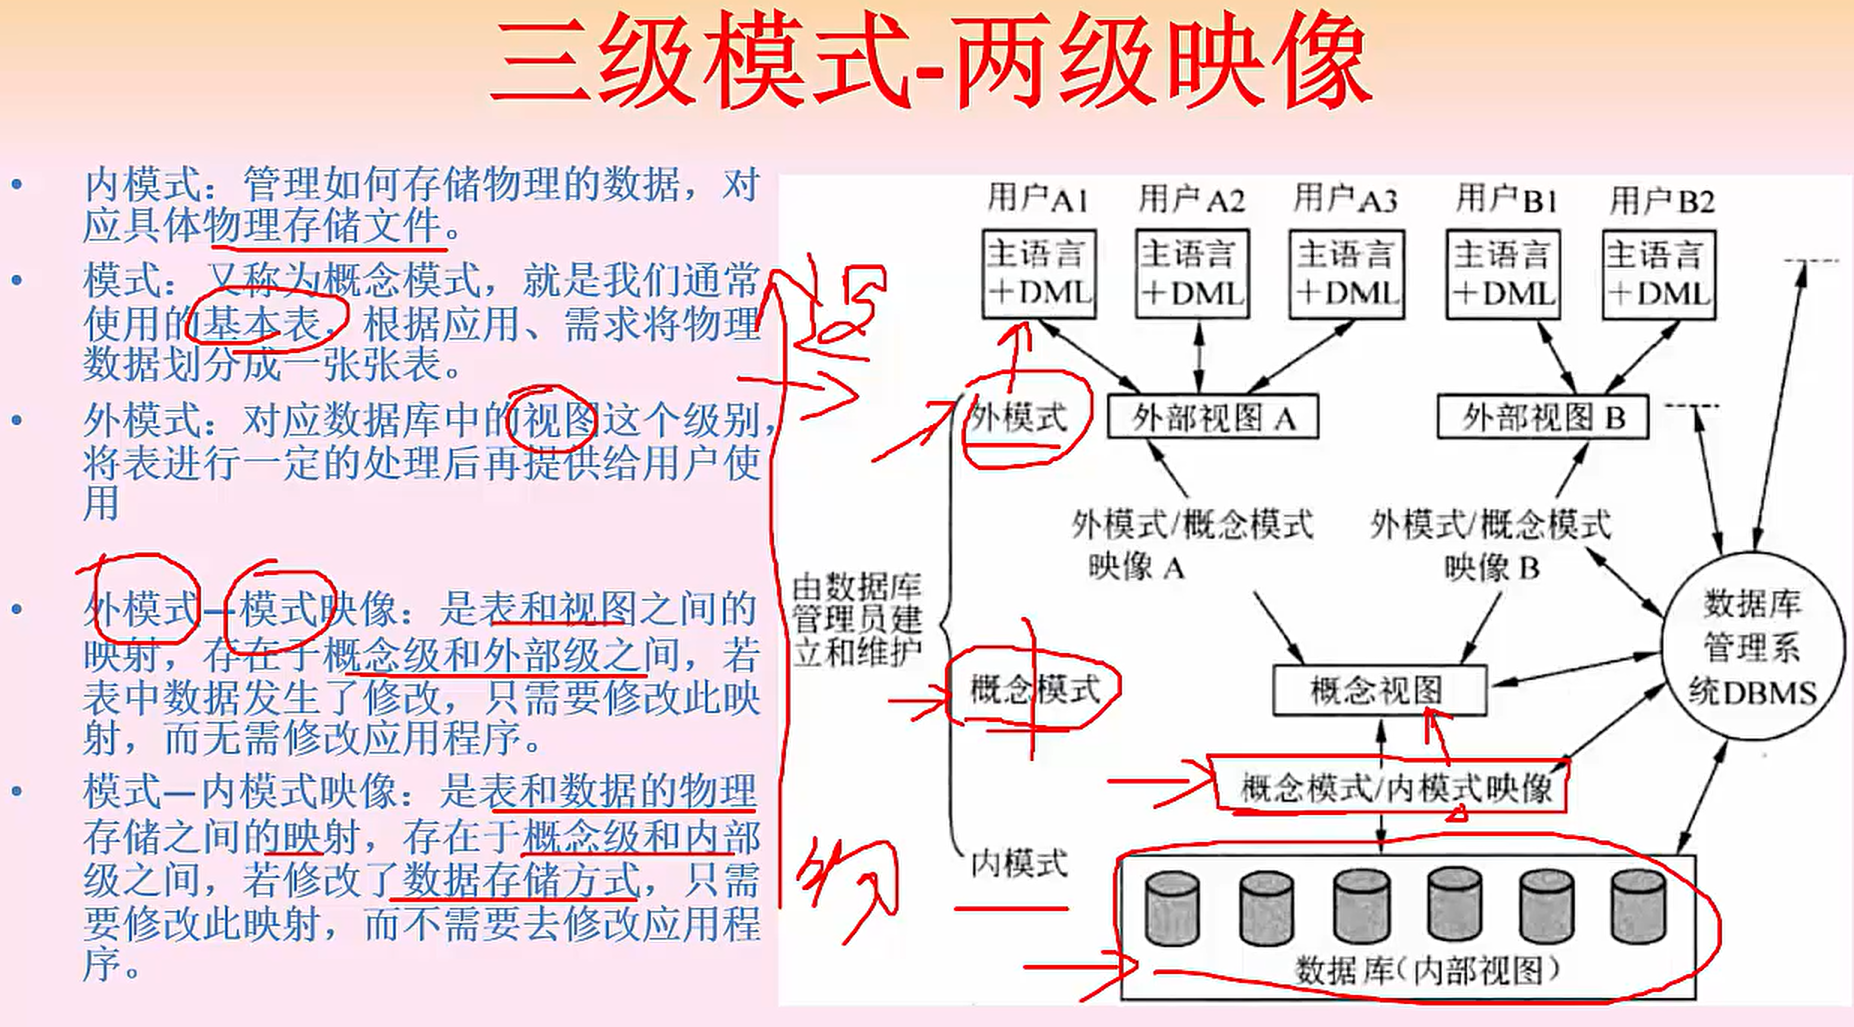 三级模式-两级映像
• 内模式：管理如何存储物理的数据，对
应具体物理存储文件。
• 模式：又称为概念模式，就是我们通常
使用的基本表，根据应用、需求将物理
数据划分成一张张表。
• 外模式：对应数据库中的视图这个级别，
将表进行一定的处理后再提供给用户使
用
• 外模式—模式映像：是表和视图之间的
映射，存在于概念级和外部级之间，若
表中数据发生了修改，只需要修改此映
射，而无需修改应用程序。
• 模式—内模式映像：是表和数据的物理
存储之间的映射，存在于概念级和内部
级之间，若修改了数据存储方式，只需
要修改此映射，而不需要去修改应用程
序。
用户A1 用户A2 用户A3 用户B1 用户B2
主语言 主语言 主语言 主语言 主语言
+DML +DML +DML +DML +DML
外模式 外部视图 A 外部视图 B
外模式/概念模式 外模式/概念模式
映像 A 映像 B
由数据库
管理员建
立和维护
数据库
管理系
统DBMS
概念模式 概念视图
概念模式/内模式映像
内模式
数据库（内部视图）